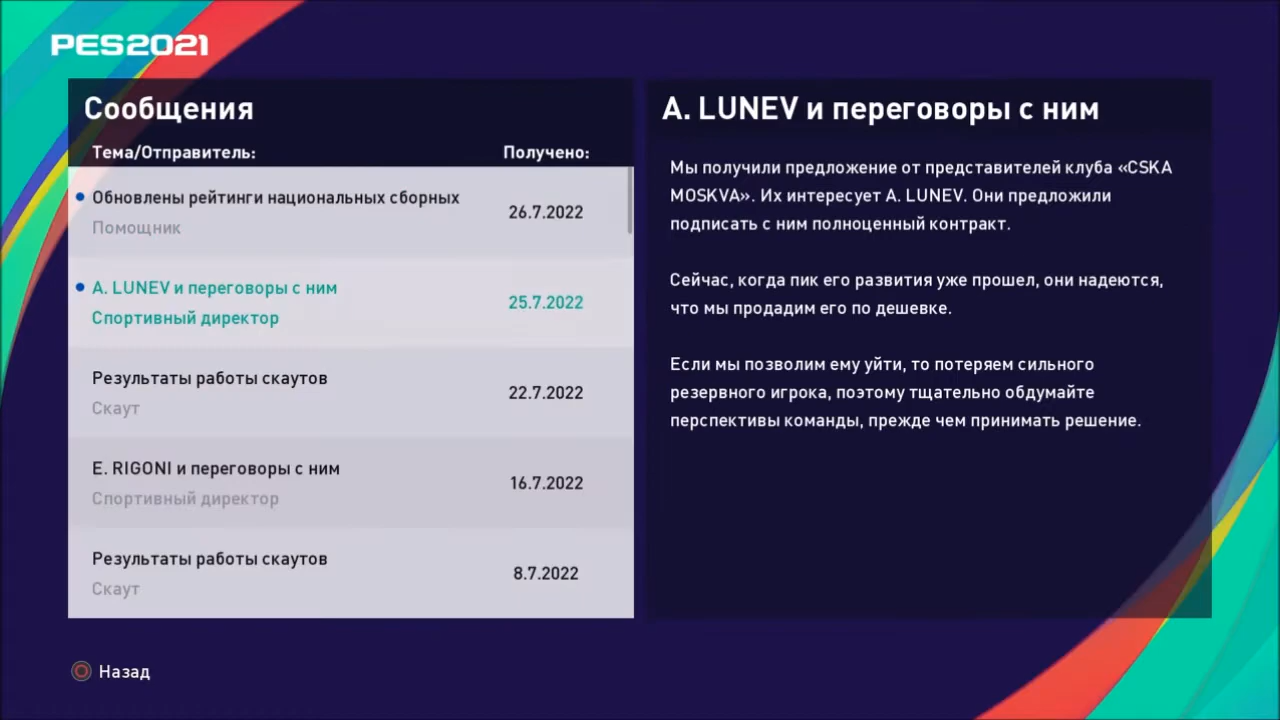 PES2021
Сообщения
Тема/Отправитель:
Получено:
Обновлены рейтинги национальных сборных
Помощник
26.7.2022
A. LUNEV и переговоры с ним
Спортивный директор
25.7.2022
Результаты работы скаутов
Скаут
22.7.2022
E. RIGONI и переговоры с ним
Спортивный директор
16.7.2022
Результаты работы скаутов
Скаут
8.7.2022
A. LUNEV и переговоры с ним
Мы получили предложение от представителей клуба «CSKA
MOSKVA». Их интересует A. LUNEV. Они предложили
подписать с ним полноценный контракт.
Сейчас, когда пик его развития уже прошел, они надеются,
что мы продадим его по дешевке.
Если мы позволим ему уйти, то потеряем сильного
резервного игрока, поэтому тщательно обдумайте
перспективы команды, прежде чем принимать решение.
Назад